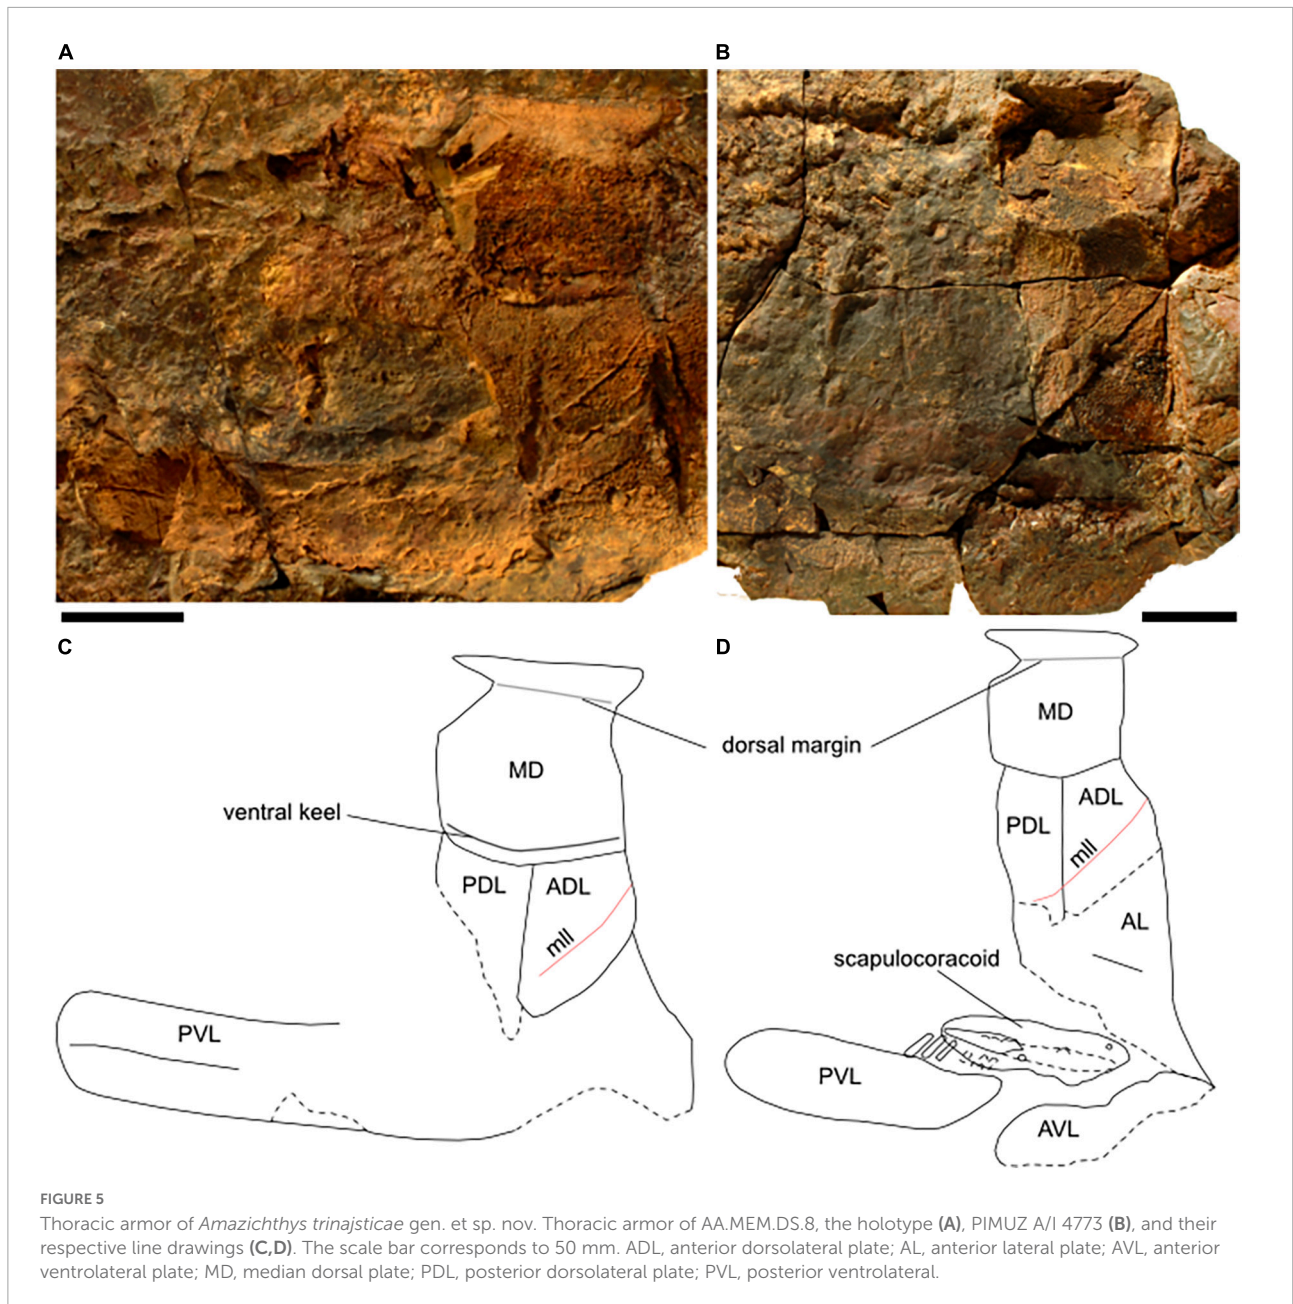 A
B
C
D
MD
dorsal margin
MD
ventral keel
ADL
PDL
mll
PDL
ADL
mll
AL
scapulocoracoid
PVL
PVL
AVL
FIGURE 5
Thoracic armor of Amazichthys trinajsticae gen. et sp. nov. Thoracic armor of AA.MEM.DS.8, the holotype (A), PIMUZ A/I 4773 (B), and their
respective line drawings (C,D). The scale bar corresponds to 50 mm. ADL, anterior dorsolateral plate; AL, anterior lateral plate; AVL, anterior
ventrolateral plate; MD, median dorsal plate; PDL, posterior dorsolateral plate; PVL, posterior ventrolateral.